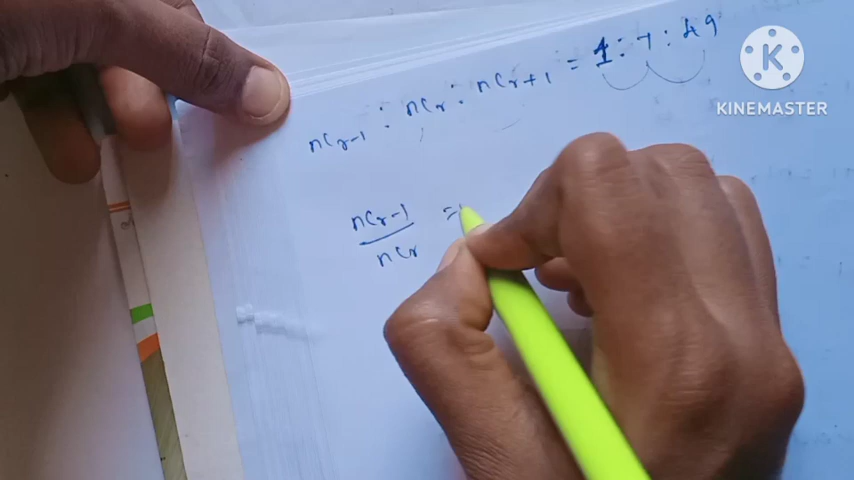 nCr-1 : nCr : nCr+1 = 1 : 7 : 49
nCr-1
nCr
=
K
KINEMASTER